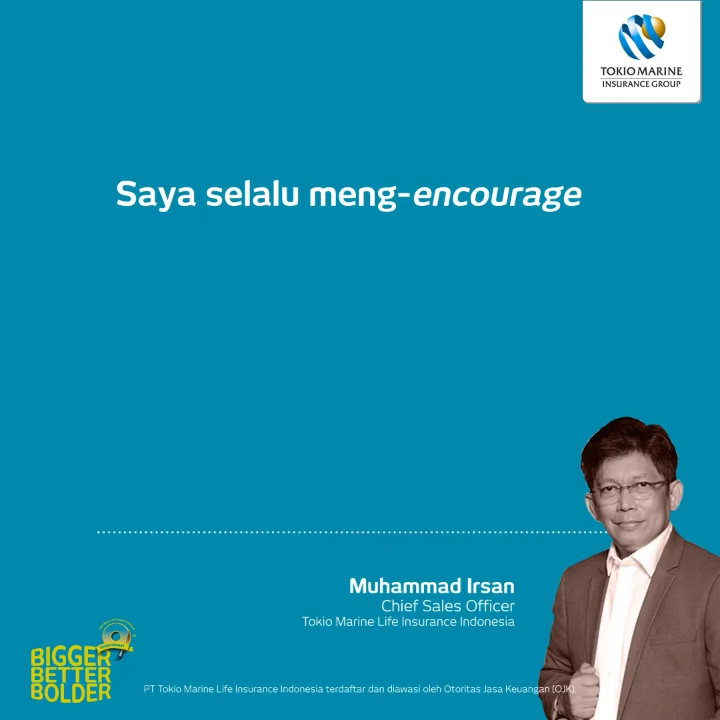 TOKIO MARINE
INSURANCE GROUP
Saya selalu meng-encourage
Muhammad Irsan
Chief Sales Officer
Tokio Marine Life Insurance Indonesia
BIGGER
BETTER
BOLDER
PT Tokio Marine Life Insurance Indonesia terdaftar dan diawasi oleh Otoritas Jasa Keuangan (OJK).